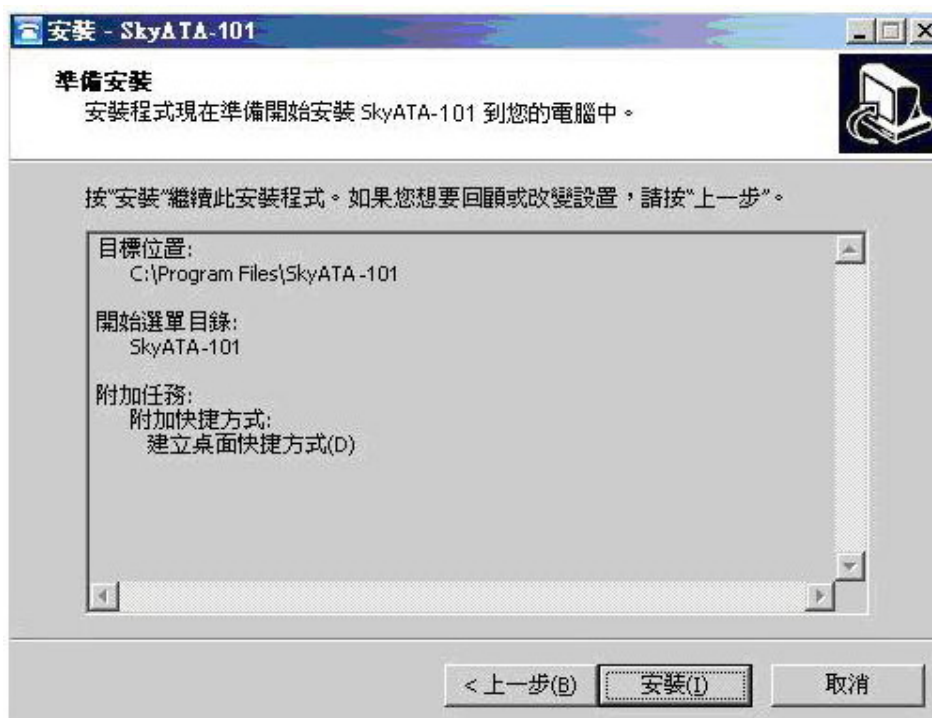 安裝 - SkyATA-101
準備安裝
安裝程式現在準備開始安裝 SkyATA-101 到您的電腦中。
按"安裝"繼續此安裝程式。如果您想要回顧或改變設置，請按"上一步"。
目標位置:
C:\Program Files\SkyATA-101
開始選單目錄:
SkyATA-101
附加任務:
附加快捷方式:
建立桌面快捷方式(D)
< 上一步(B)
安裝(I)
取消